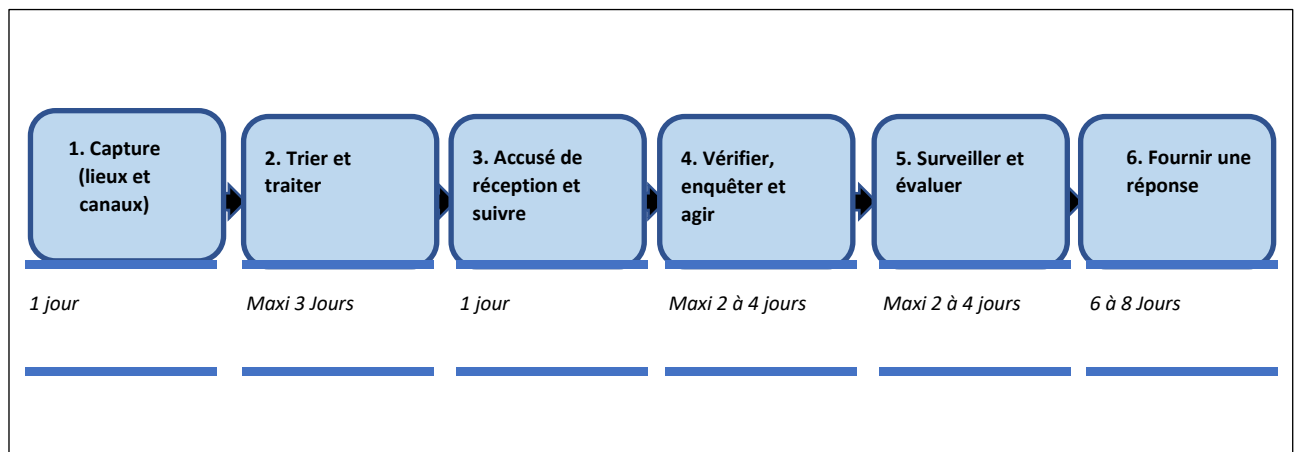 1. Capture
(lieux et
canaux)
2. Trier et
traiter
3. Accusé de
réception et
suivre
4. Vérifier,
enquêter et
agir
5. Surveiller et
évaluer
6. Fournir une
réponse
1 jour
Maxi 3 Jours
1 jour
Maxi 2 à 4 jours
Maxi 2 à 4 jours
6 à 8 Jours